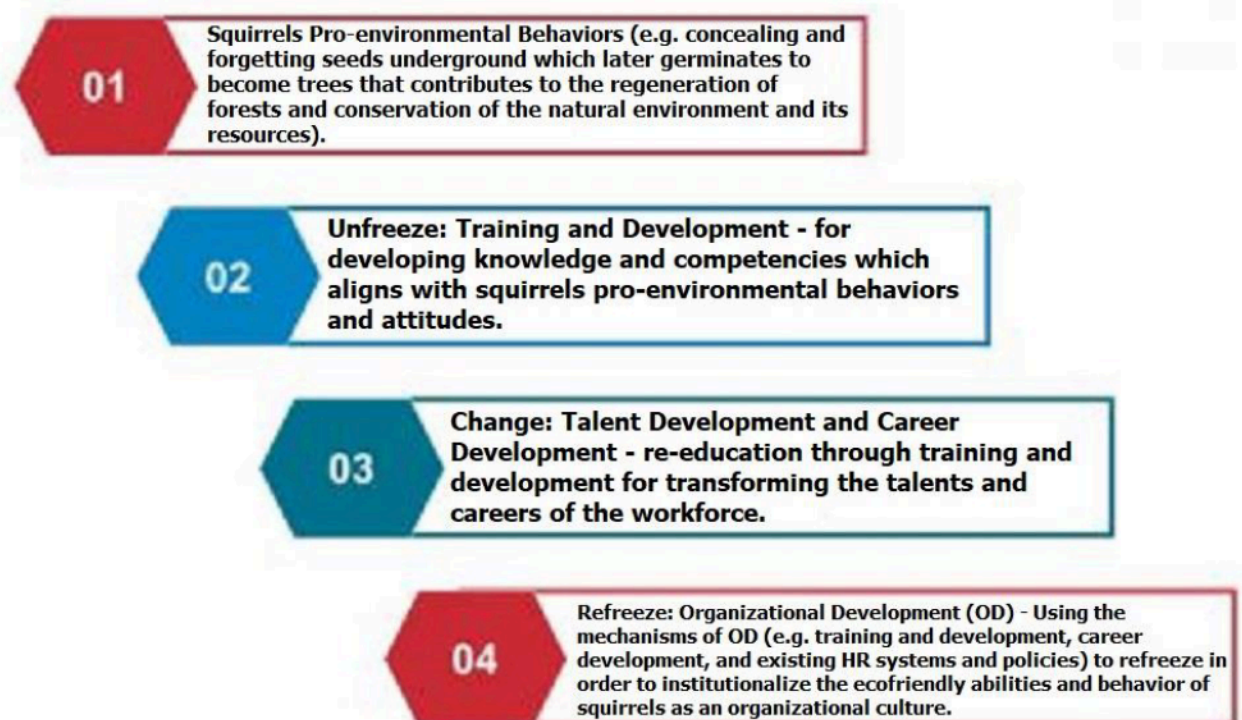 01
Squirrels Pro-environmental Behaviors (e.g. concealing and
forgetting seeds underground which later germinates to
become trees that contributes to the regeneration of
forests and conservation of the natural environment and its
resources).
02
Unfreeze: Training and Development - for
developing knowledge and competencies which
aligns with squirrels pro-environmental behaviors
and attitudes.
03
Change: Talent Development and Career
Development - re-education through training and
development for transforming the talents and
careers of the workforce.
04
Refreeze: Organizational Development (OD) - Using the
mechanisms of OD (e.g. training and development, career
development, and existing HR systems and policies) to refreeze in
order to institutionalize the ecofriendly abilities and behavior of
squirrels as an organizational culture.